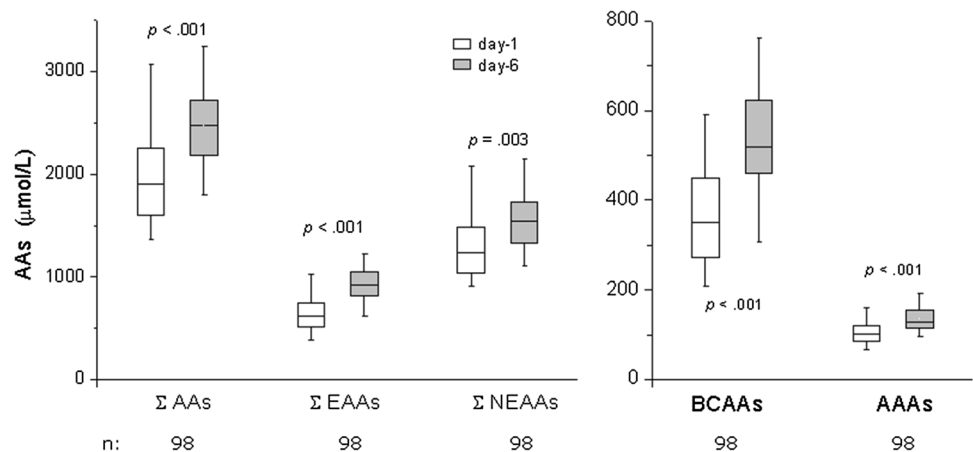 AAs (μmol/L)
3000
2000
1000
0
p < .001
p < .001
p = .003
day-1
day-6
Σ AAs
Σ EAAs
Σ NEAAs
800
600
400
200
0
p < .001
p < .001
BCAAs
AAAs
n: 98 98 98 98 98